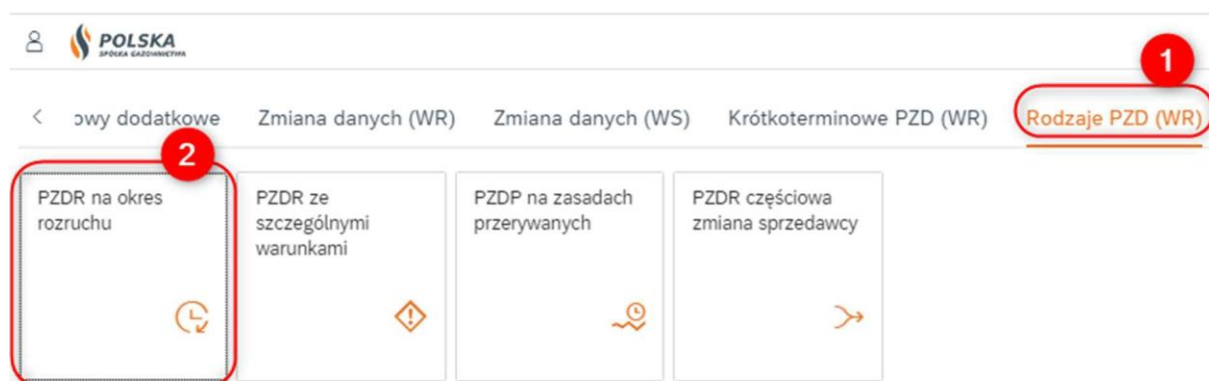 1
POLSKA
SPÓŁKA GAZOWNICTWA
owy dodatkowe Zmiana danych (WR) Zmiana danych (WS) Krótkoterminowe PZD (WR) Rodzaje PZD (WR)
2
PZDR na okres
rozruchu
PZDR ze
szczególnymi
warunkami
PZDP na zasadach
przerywanych
PZDR częściowa
zmiana sprzedawcy